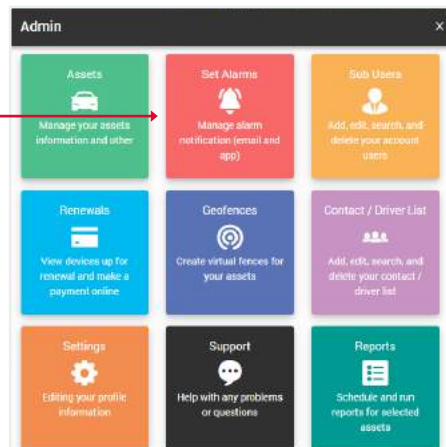 Admin
×
Assets
Manage your assets
information and other
Set Alarms
Manage alarm
notification (email and
app)
Sub Users
Add, edit, search, and
delete your account
users
Renewals
View devices up for
renewal and make a
payment online
Geofences
Create virtual fences for
your assets
Contact / Driver List
Add, edit, search, and
delete your contact /
driver list
Settings
Editing your profile
information
Support
Help with any problems
or questions
Reports
Schedule and run
reports for selected
assets